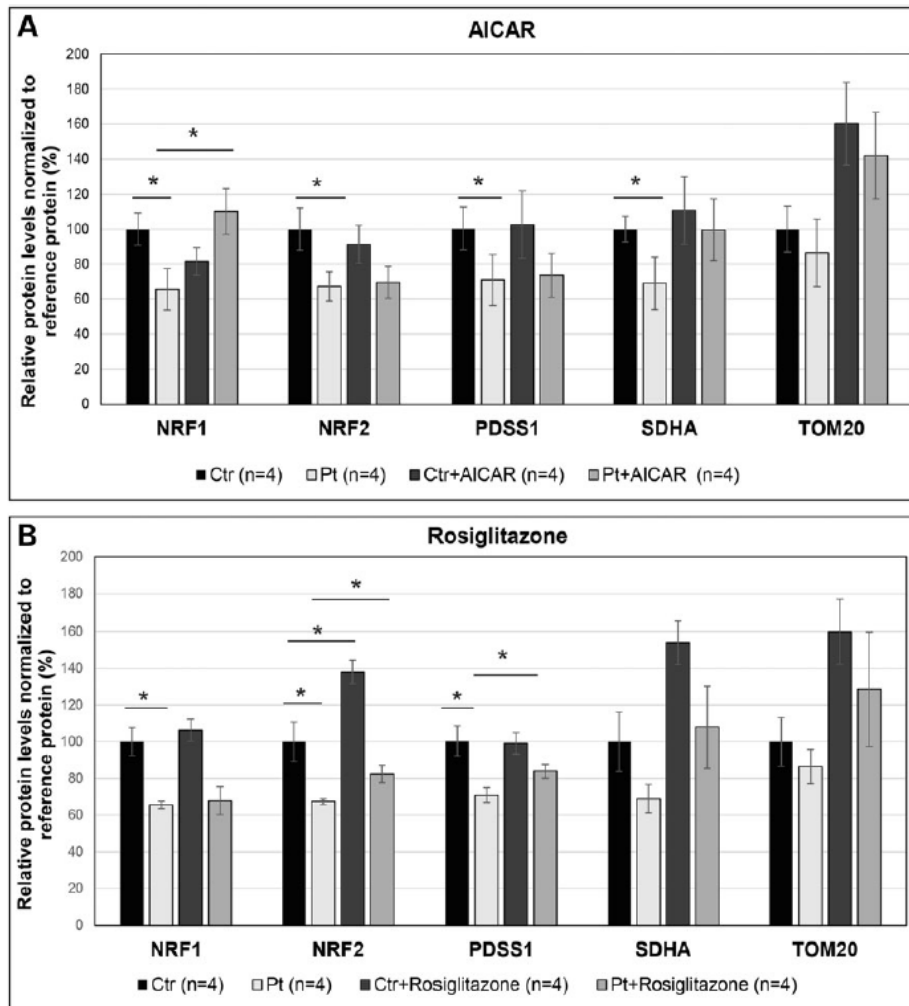 A
AICAR
Relative protein levels normalized to
reference protein (%)
200
180
160
140
120
100
80
60
40
20
0
*
*
*
*
*
NRF1 NRF2 PDSS1 SDHA TOM20
Ctr (n=4) Pt (n=4) Ctr+AICAR (n=4) Pt+AICAR (n=4)
B
Rosiglitazone
Relative protein levels normalized to
reference protein (%)
200
180
160
140
120
100
80
60
40
20
0
*
*
*
*
*
*
NRF1 NRF2 PDSS1 SDHA TOM20
Ctr (n=4) Pt (n=4) Ctr+Rosiglitazone (n=4) Pt+Rosiglitazone (n=4)